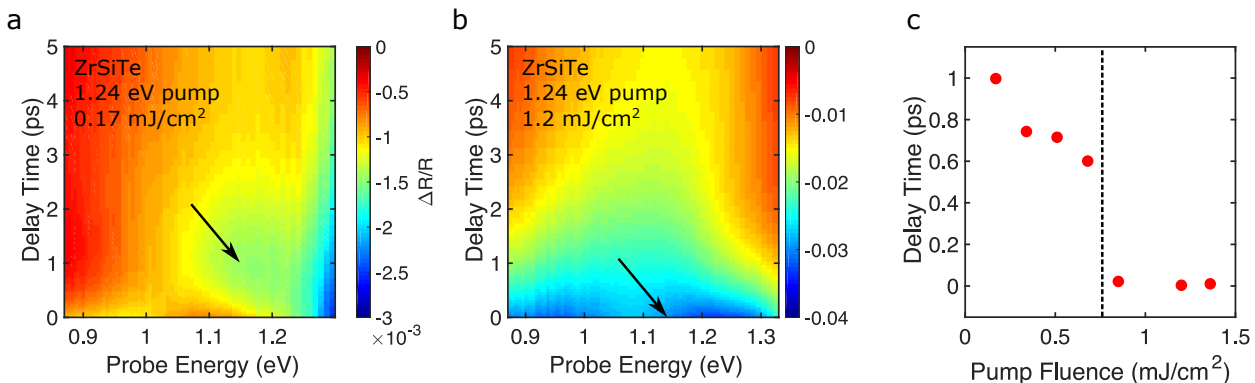 a
5
4
3
2
1
0
Delay Time (ps)
ZrSiTe
1.24 eV pump
0.17 mJ/cm²
0.9 1 1.1 1.2
Probe Energy (eV)
0
-0.5
-1
-1.5
-2
-2.5
-3
×10⁻³
ΔR/R
b
5
4
3
2
1
0
Delay Time (ps)
ZrSiTe
1.24 eV pump
1.2 mJ/cm²
0.9 1 1.1 1.2 1.3
Probe Energy (eV)
0
-0.01
-0.02
-0.03
-0.04
c
1
0.8
0.6
0.4
0.2
0
Delay Time (ps)
0 0.5 1 1.5
Pump Fluence (mJ/cm²)